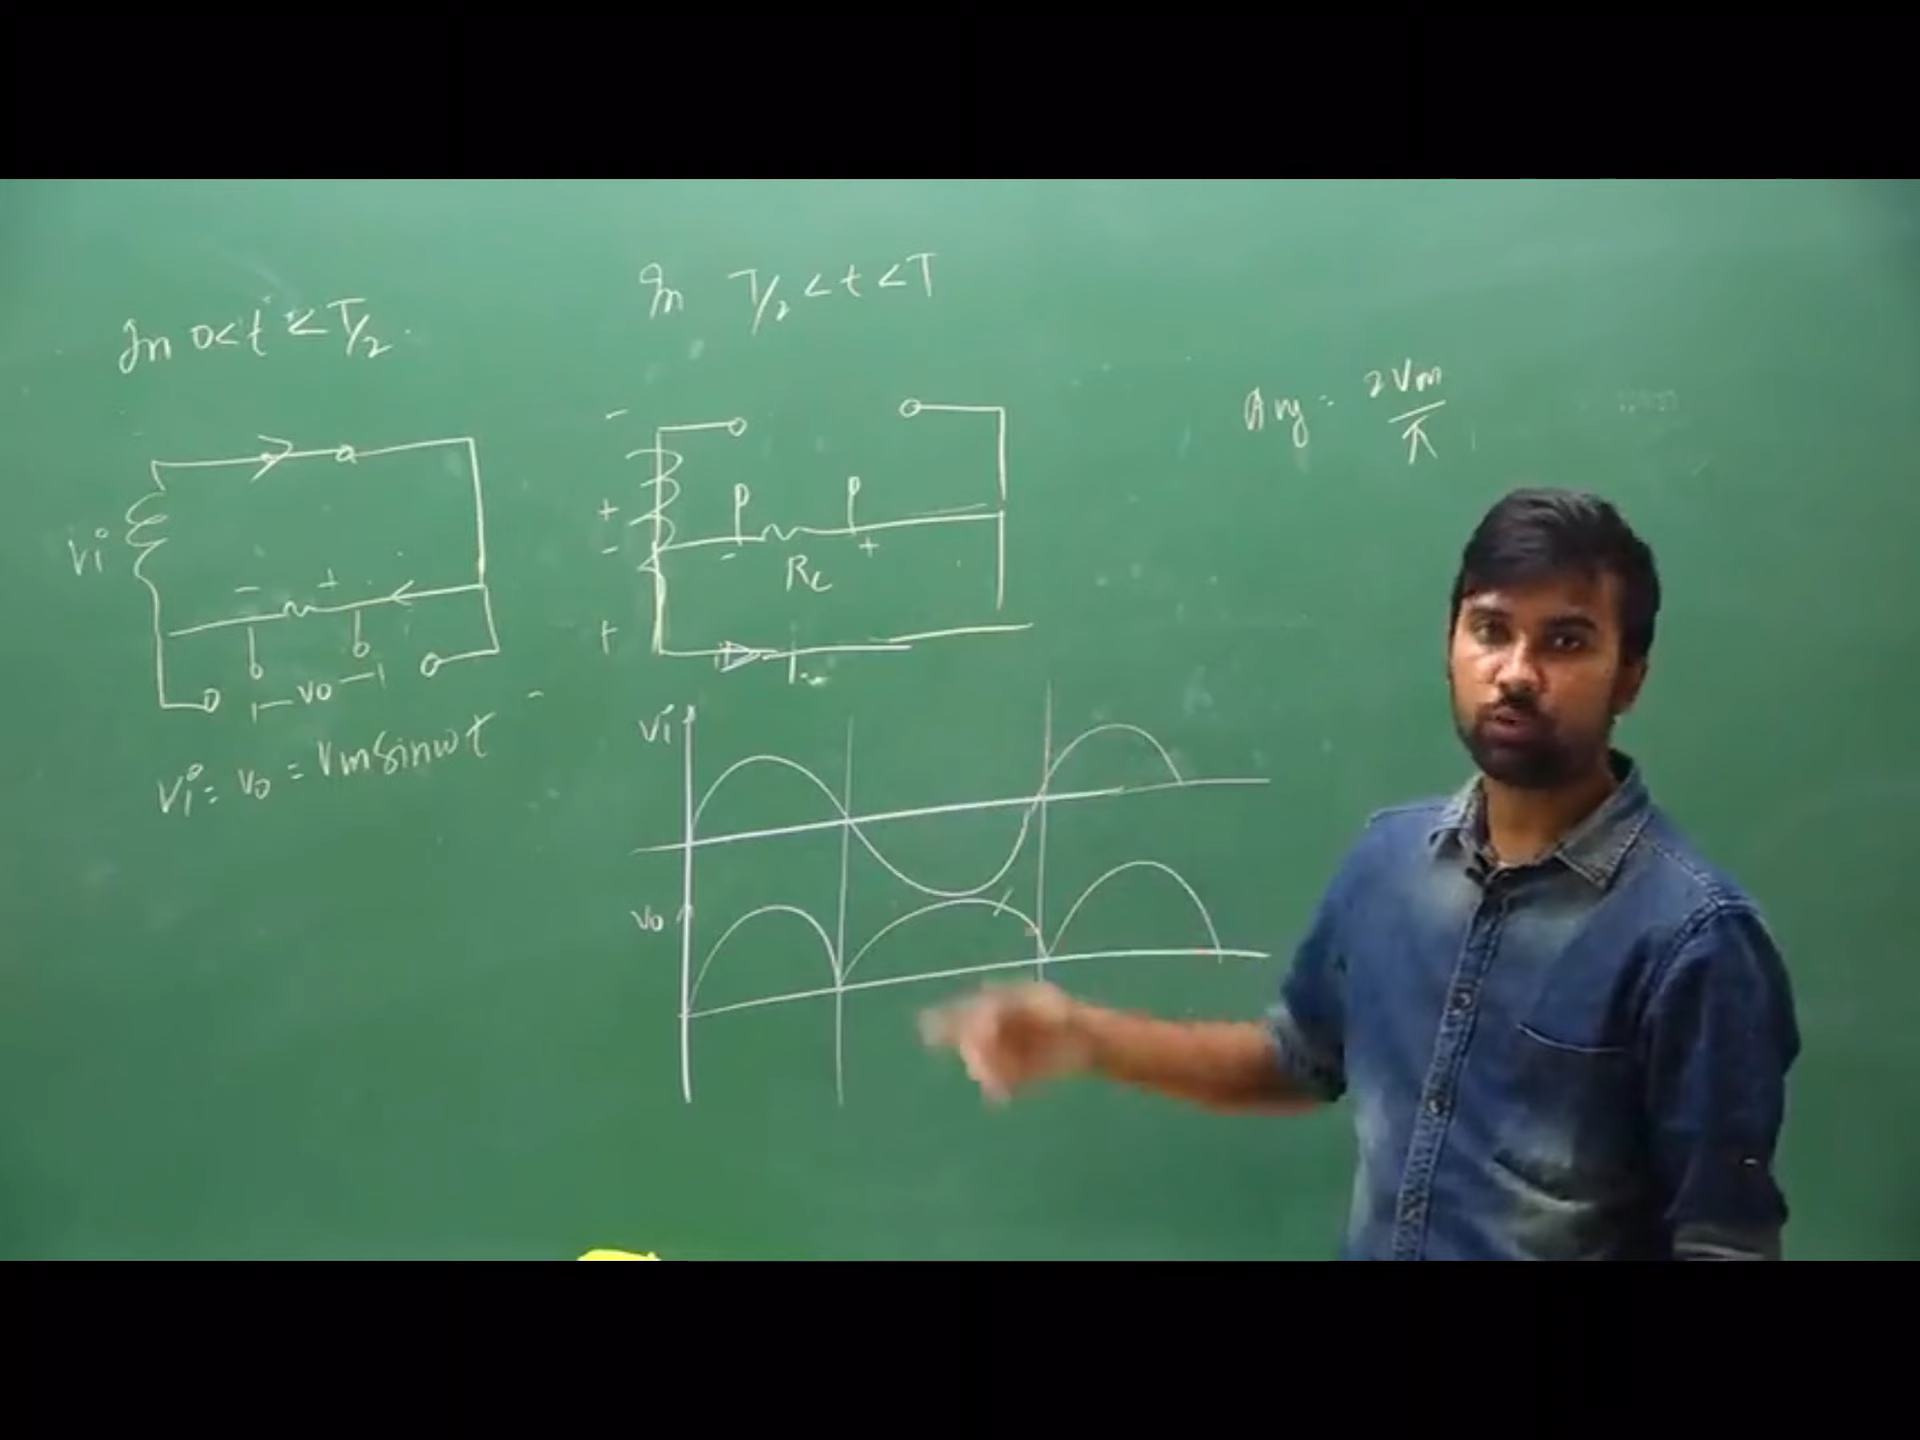 In 0<t<T/2
In T/2<t<T
Avg = 2Vm/π
Vi
- +
Vo
Vi = Vo = Vm sinωt
-
+
-
+
P P
- +
RL
Vi
Vo